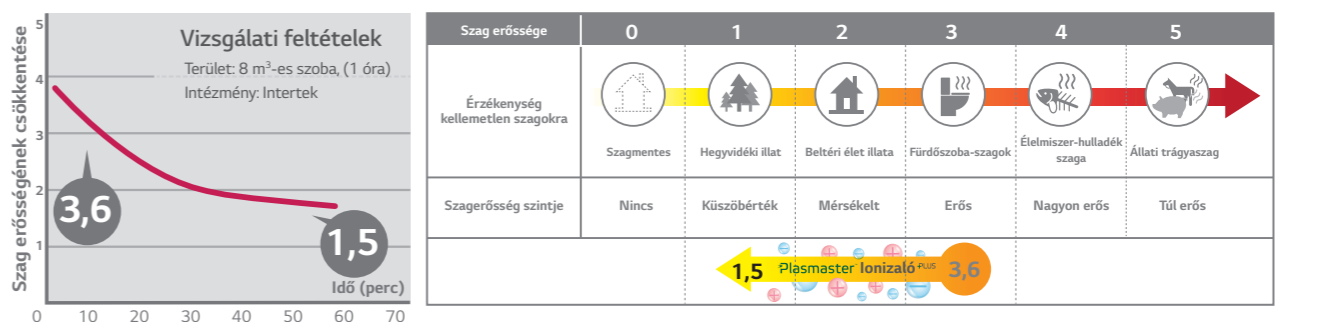 Szag erősségének csökkentése
5
4
3
2
1
0
Vizsgálati feltételek
Terület: 8 m³-es szoba, (1 óra)
Intézmény: Intertek
3,6
1,5
Idő (perc)
10 20 30 40 50 60 70
Szag erőssége 0 1 2 3 4 5
Érzékenység
kellemetlen szagokra
Szagmentes
Hegyvidéki illat
Beltéri élet illata
Fürdőszoba-szagok
Élelmiszer-hulladék
szaga
Állati trágyaszag
Szagerősség szintje Nincs Küszöbérték Mérsékelt Erős Nagyon erős Túl erős
1,5 Plasmaster™ Ionizáló PLUS 3,6